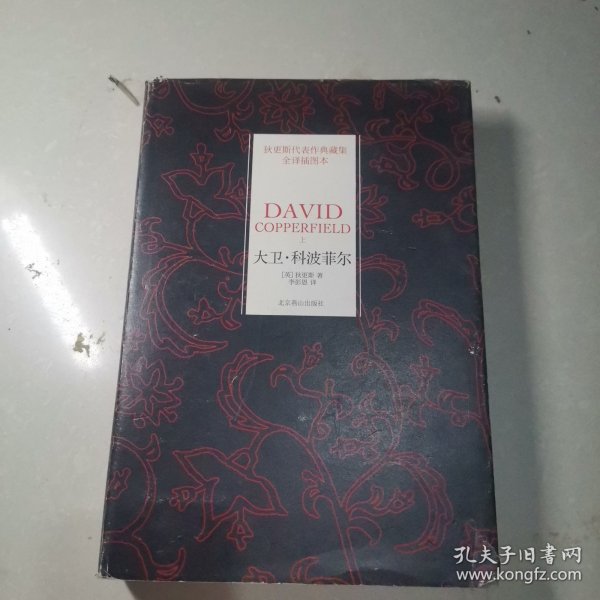 狄更斯代表作典藏集
全译插图本
DAVID
COPPERFIELD
上
大卫·科波菲尔
[英] 狄更斯 著
李彭恩 译
北京燕山出版社
孔夫子旧书网
www.kongfz.com